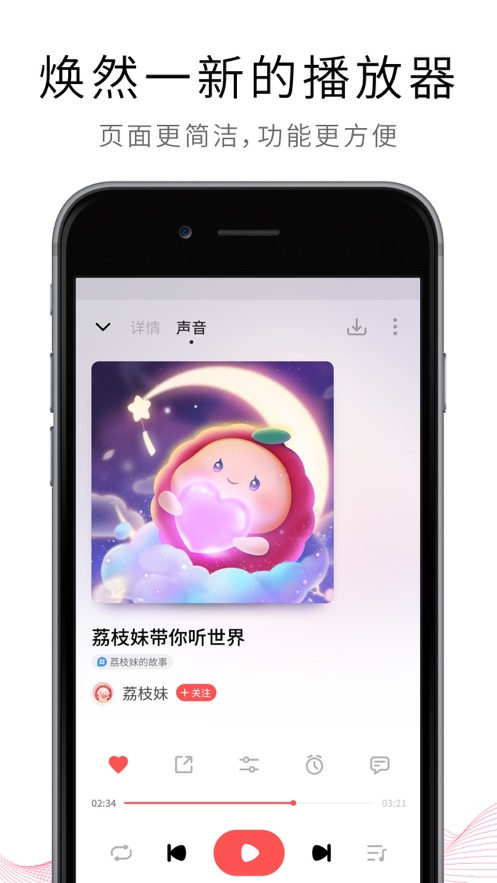 焕然一新的播放器
页面更简洁,功能更方便
详情 声音
荔枝妹带你听世界
荔枝妹的故事
荔枝妹 +关注
02:34 03:21